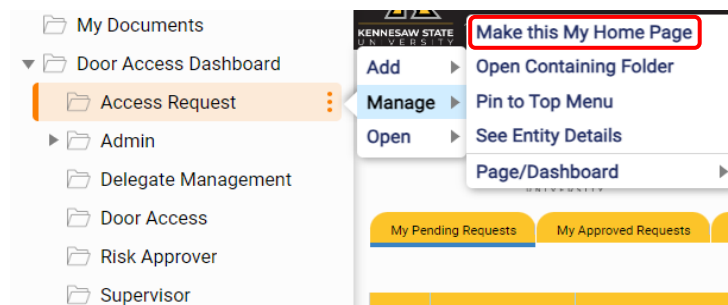 My Documents
Door Access Dashboard
Access Request
Admin
Delegate Management
Door Access
Risk Approver
Supervisor
KENNESAW STATE
UNIVERSITY
Add
Manage
Open
Make this My Home Page
Open Containing Folder
Pin to Top Menu
See Entity Details
Page/Dashboard
UNIVERSITY
My Pending Requests
My Approved Requests